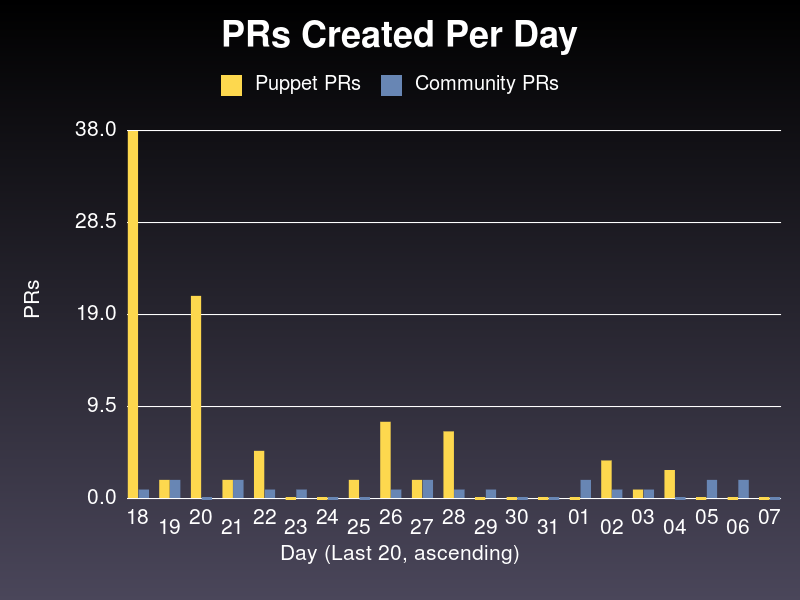 PRs Created Per Day
Puppet PRs Community PRs
38.0
28.5
19.0
9.5
0.0
PRs
18 19 20 21 22 23 24 25 26 27 28 29 30 31 01 02 03 04 05 06 07
Day (Last 20, ascending)